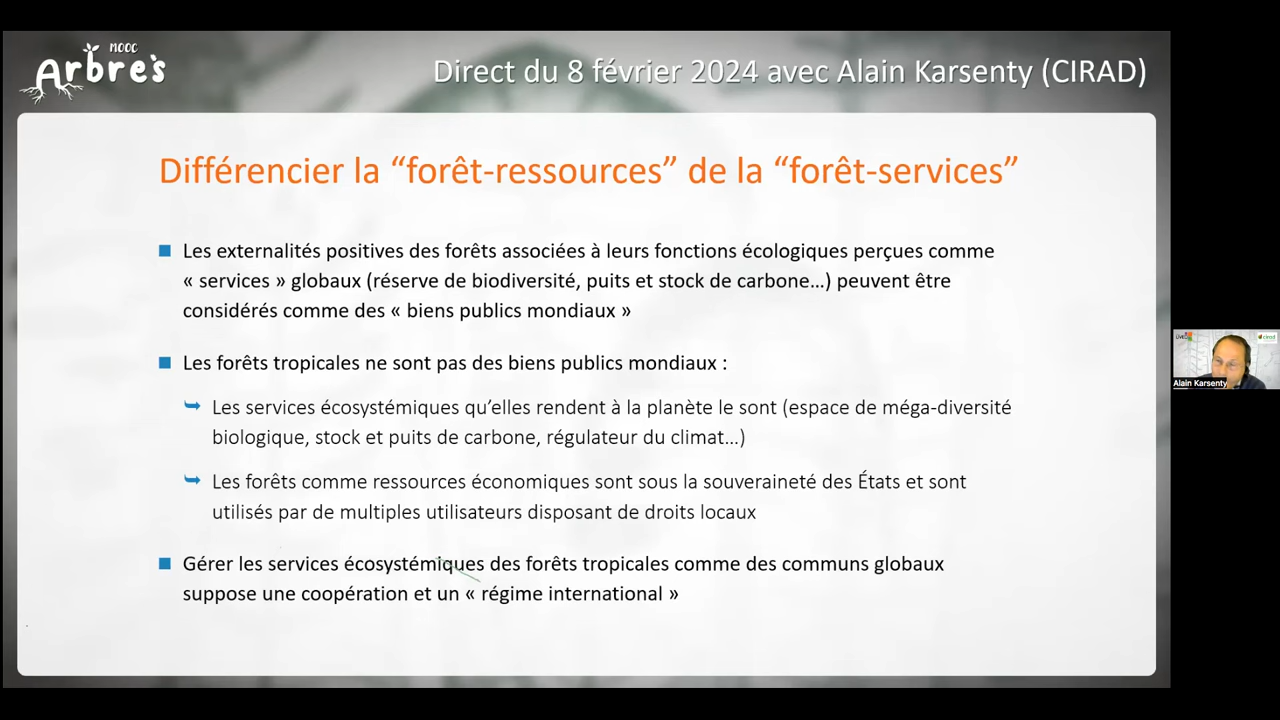 MOOC
Arbre's
Direct du 8 février 2024 avec Alain Karsenty (CIRAD)
Différencier la “forêt-ressources” de la “forêt-services”
Les externalités positives des forêts associées à leurs fonctions écologiques perçues comme
« services » globaux (réserve de biodiversité, puits et stock de carbone…) peuvent être
considérés comme des « biens publics mondiaux »
Les forêts tropicales ne sont pas des biens publics mondiaux :
Les services écosystémiques qu’elles rendent à la planète le sont (espace de méga-diversité
biologique, stock et puits de carbone, régulateur du climat…)
Les forêts comme ressources économiques sont sous la souveraineté des États et sont
utilisés par de multiples utilisateurs disposant de droits locaux
Gérer les services écosystémiques des forêts tropicales comme des communs globaux
suppose une coopération et un « régime international »
cirad
Alain Karsenty